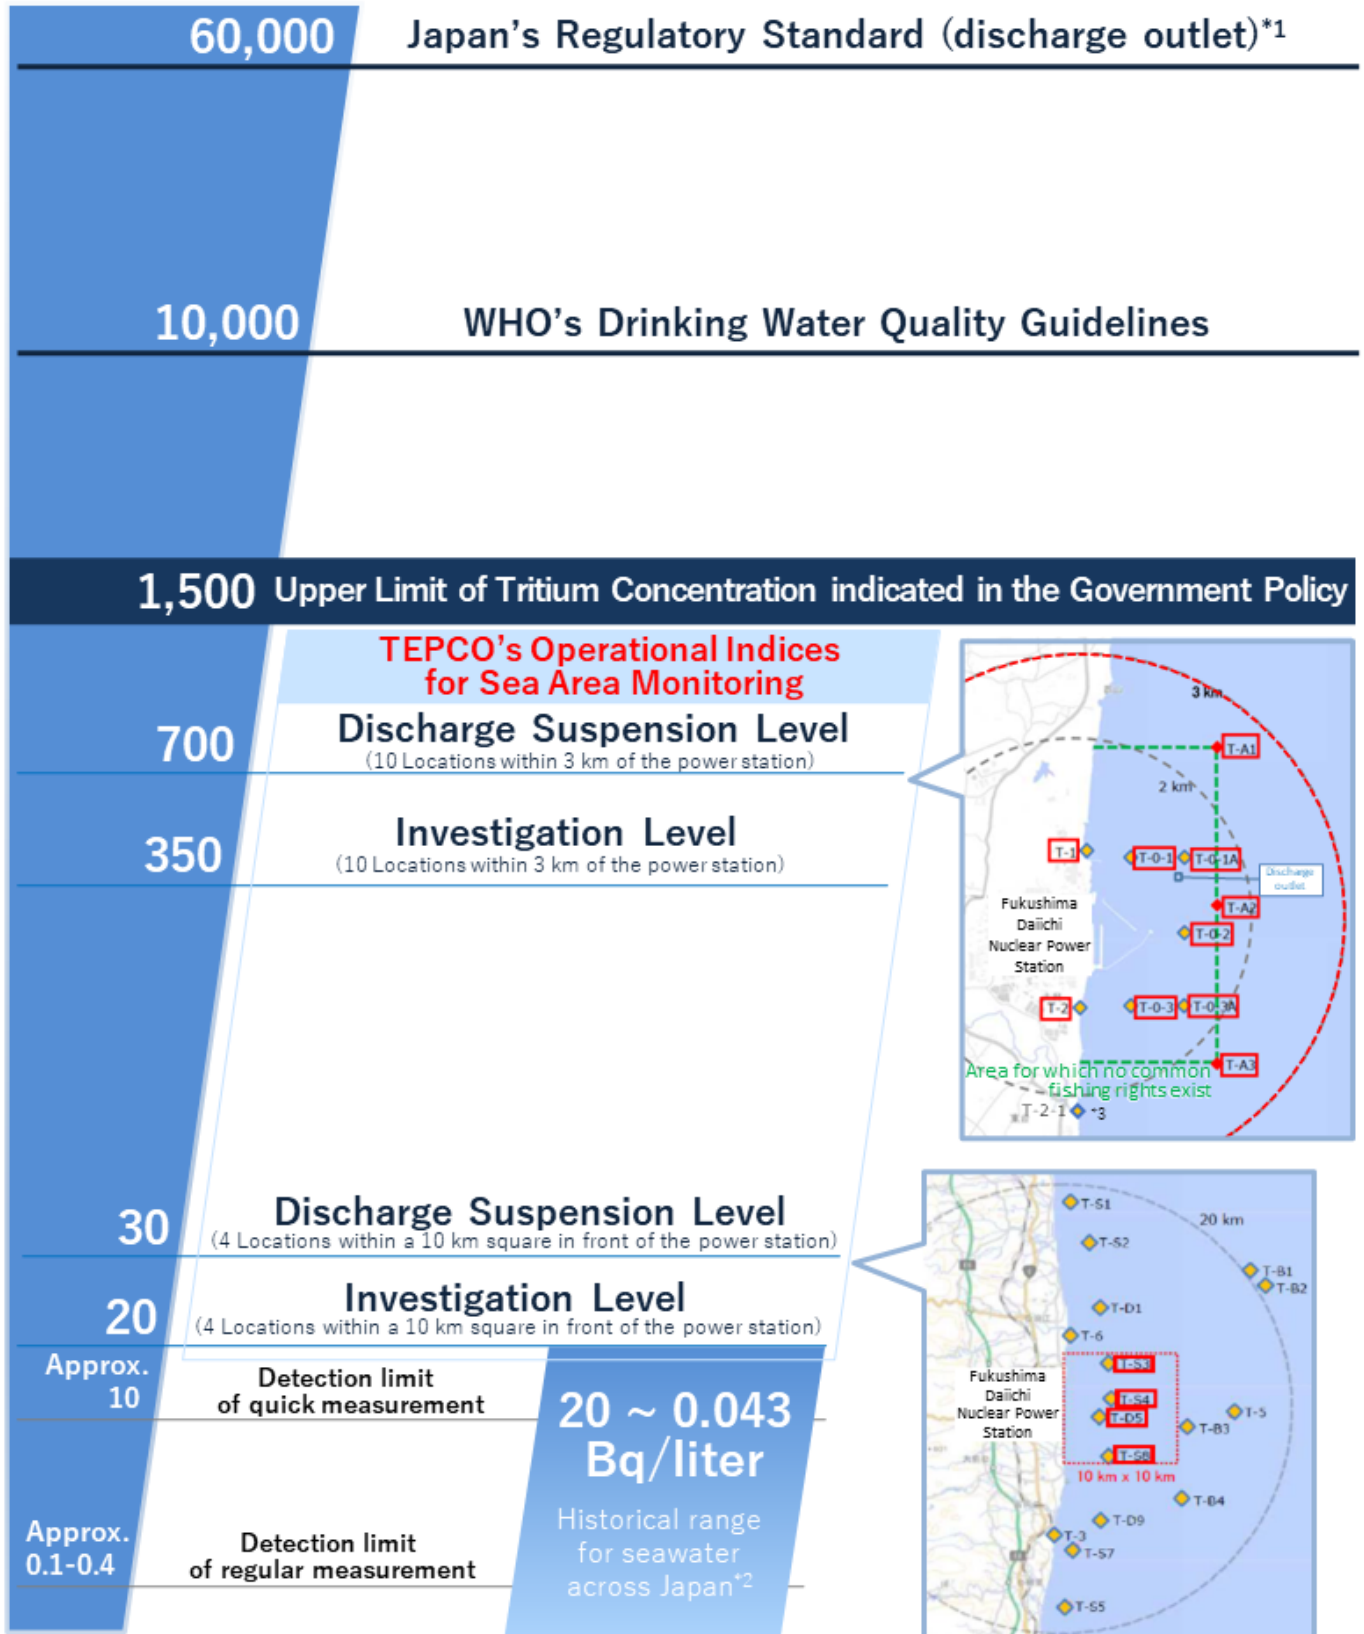 60,000 Japan's Regulatory Standard (discharge outlet)*1
10,000 WHO's Drinking Water Quality Guidelines
1,500 Upper Limit of Tritium Concentration indicated in the Government Policy
TEPCO's Operational Indices
for Sea Area Monitoring
700 Discharge Suspension Level
(10 Locations within 3 km of the power station)
350 Investigation Level
(10 Locations within 3 km of the power station)
30 Discharge Suspension Level
(4 Locations within a 10 km square in front of the power station)
20 Investigation Level
(4 Locations within a 10 km square in front of the power station)
Approx.
10
Detection limit
of quick measurement
20 ~ 0.043
Bq/liter
Historical range
for seawater
across Japan*2
Approx.
0.1-0.4
Detection limit
of regular measurement
3 km
T-A1
2 km
T-1
T-0-1
T-0-1A
Discharge
outlet
Fukushima
Daiichi
Nuclear Power
Station
T-A2
T-0-2
T-2
T-0-3
T-0-3A
T-A3
Area for which no common
fishing rights exist
T-2-1 *3
T-S1
20 km
T-S2
T-B1
T-B2
T-D1
T-6
T-S3
Fukushima
Daiichi
Nuclear Power
Station
T-S4
T-D5
T-5
T-B3
T-S8
10 km x 10 km
T-B4
T-D9
T-3
T-S7
T-S5